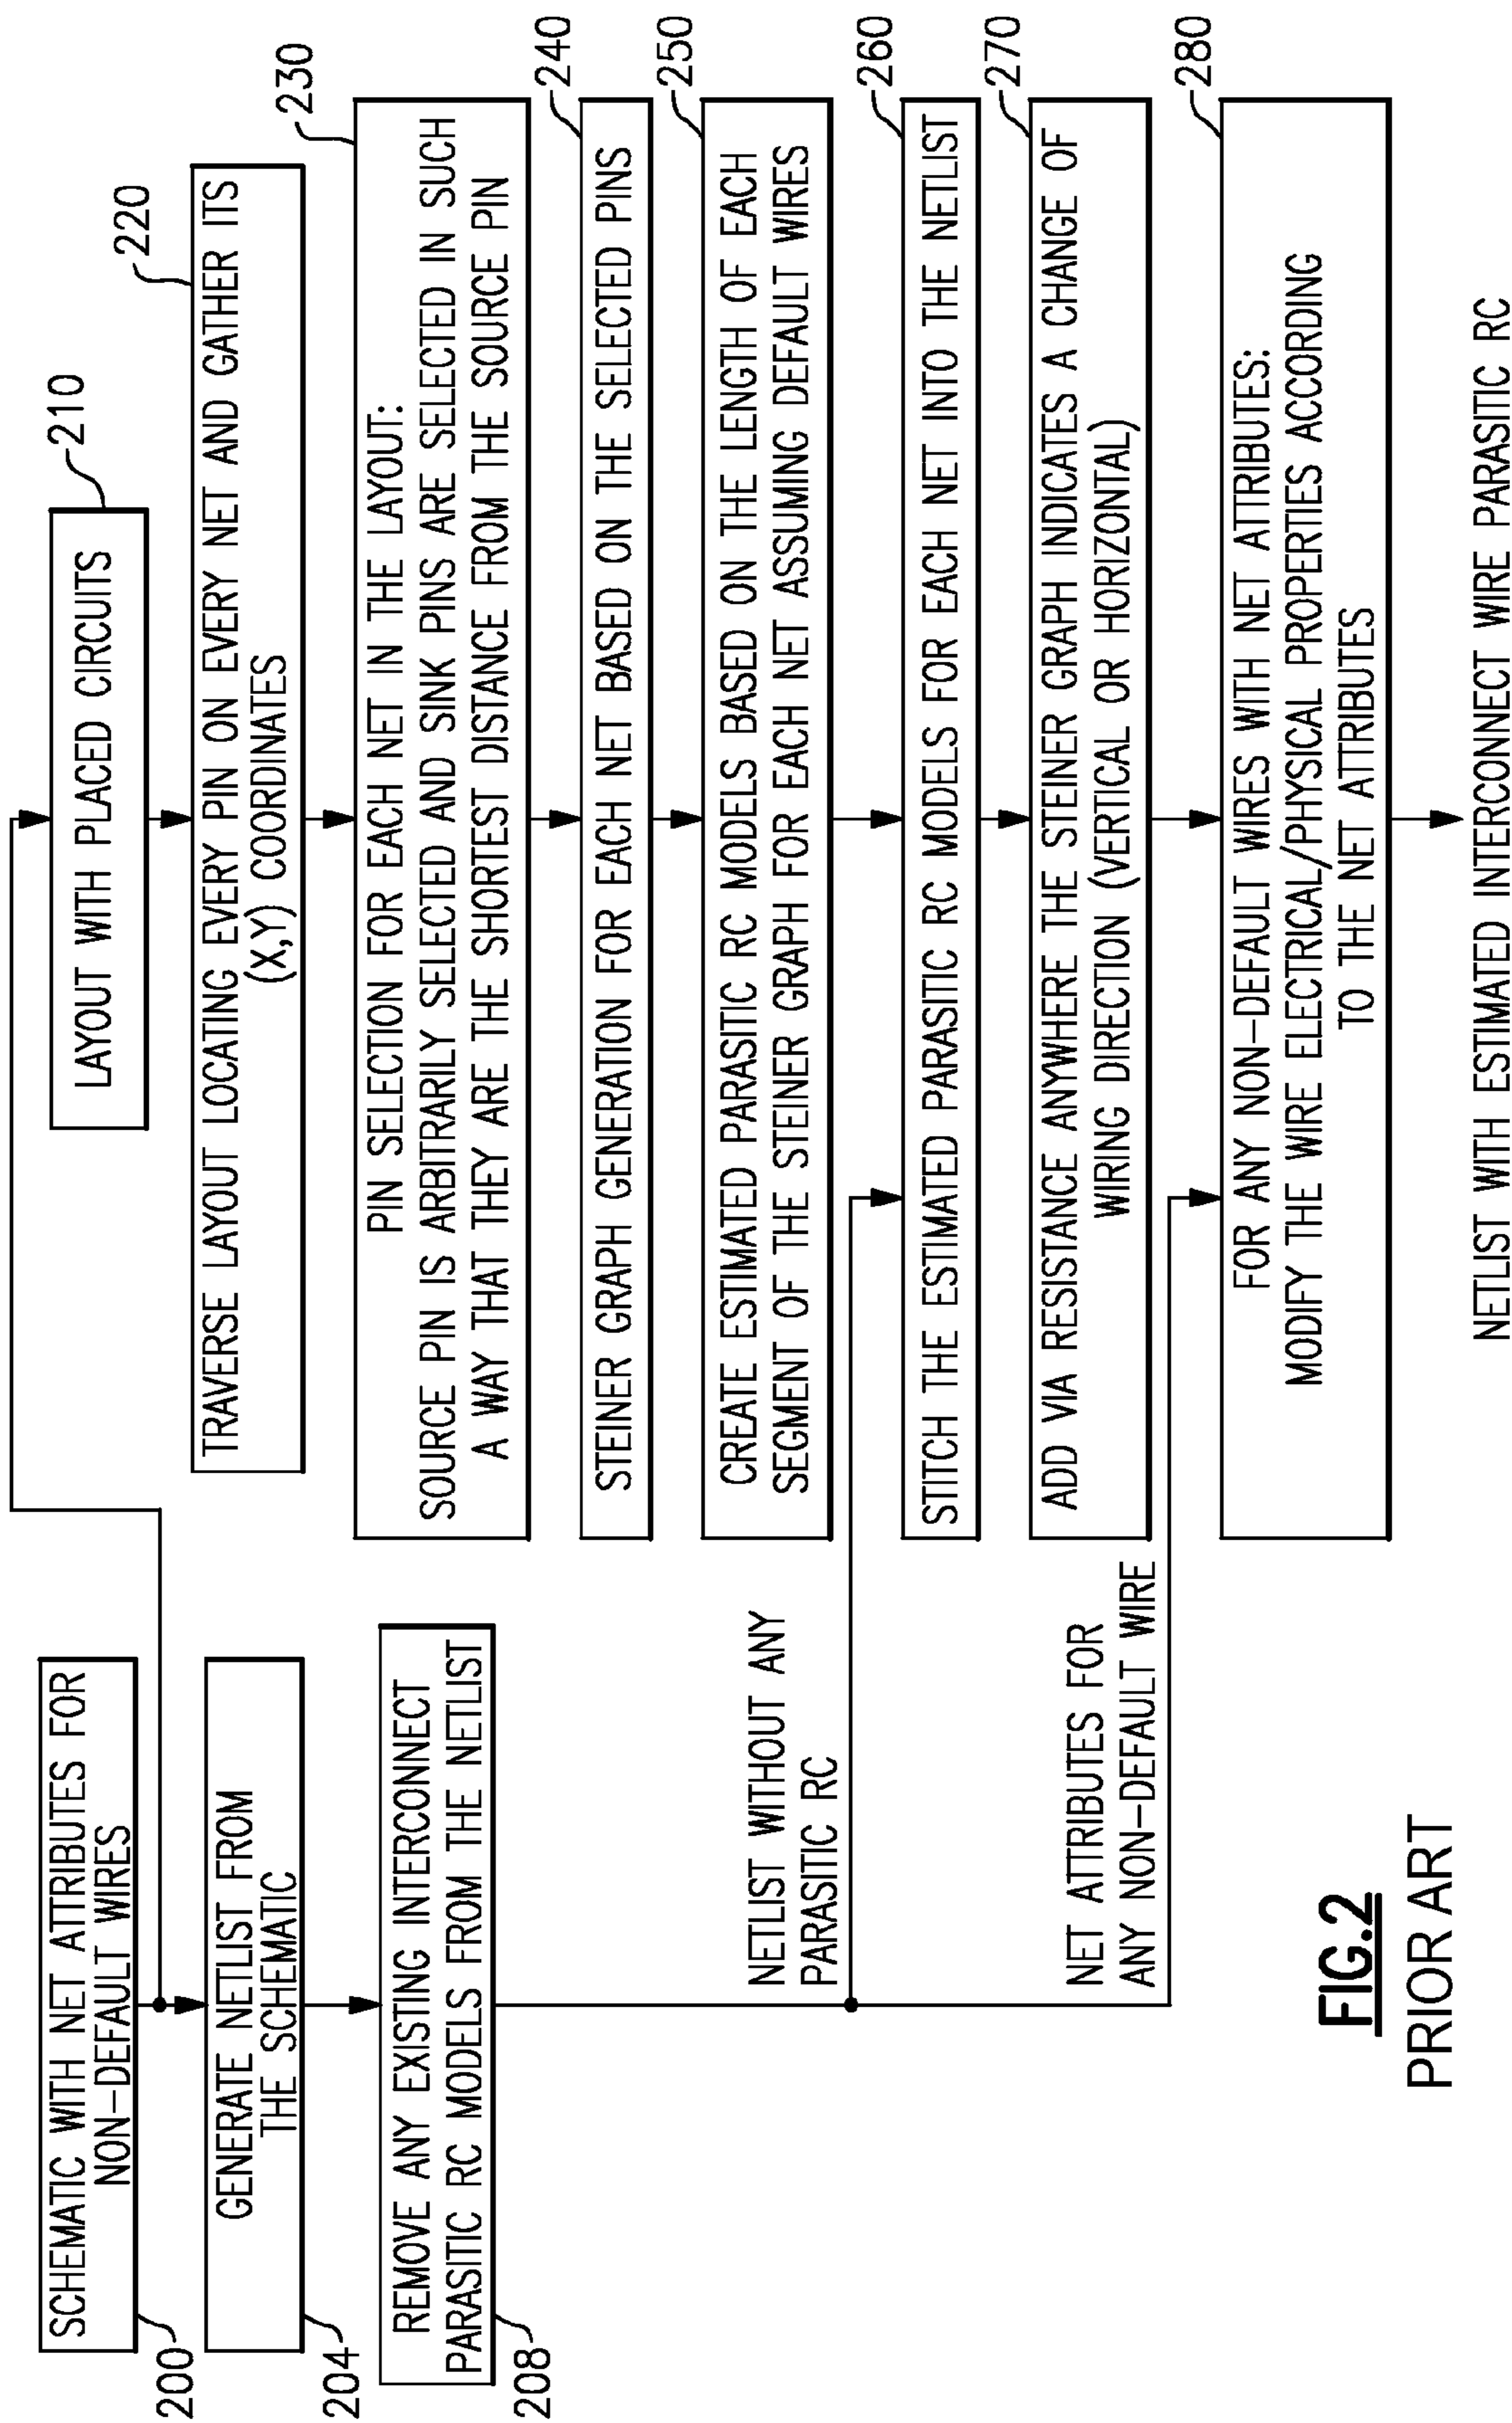 SCHEMATIC WITH NET ATTRIBUTES FOR
NON-DEFAULT WIRES
200
GENERATE NETLIST FROM
THE SCHEMATIC
204
REMOVE ANY EXISTING INTERCONNECT
PARASITIC RC MODELS FROM THE NETLIST
208
NETLIST WITHOUT ANY
PARASITIC RC
NET ATTRIBUTES FOR
ANY NON-DEFAULT WIRE
LAYOUT WITH PLACED CIRCUITS
210
TRAVERSE LAYOUT LOCATING EVERY PIN ON EVERY NET AND GATHER ITS
(X,Y) COORDINATES
220
PIN SELECTION FOR EACH NET IN THE LAYOUT:
SOURCE PIN IS ARBITRARILY SELECTED AND SINK PINS ARE SELECTED IN SUCH
A WAY THAT THEY ARE THE SHORTEST DISTANCE FROM THE SOURCE PIN
230
STEINER GRAPH GENERATION FOR EACH NET BASED ON THE SELECTED PINS
240
CREATE ESTIMATED PARASITIC RC MODELS BASED ON THE LENGTH OF EACH
SEGMENT OF THE STEINER GRAPH FOR EACH NET ASSUMING DEFAULT WIRES
250
STITCH THE ESTIMATED PARASITIC RC MODELS FOR EACH NET INTO THE NETLIST
260
ADD VIA RESISTANCE ANYWHERE THE STEINER GRAPH INDICATES A CHANGE OF
WIRING DIRECTION (VERTICAL OR HORIZONTAL)
270
FOR ANY NON-DEFAULT WIRES WITH NET ATTRIBUTES:
MODIFY THE WIRE ELECTRICAL/PHYSICAL PROPERTIES ACCORDING
TO THE NET ATTRIBUTES
280
NETLIST WITH ESTIMATED INTERCONNECT WIRE PARASITIC RC
FIG.2
PRIOR ART